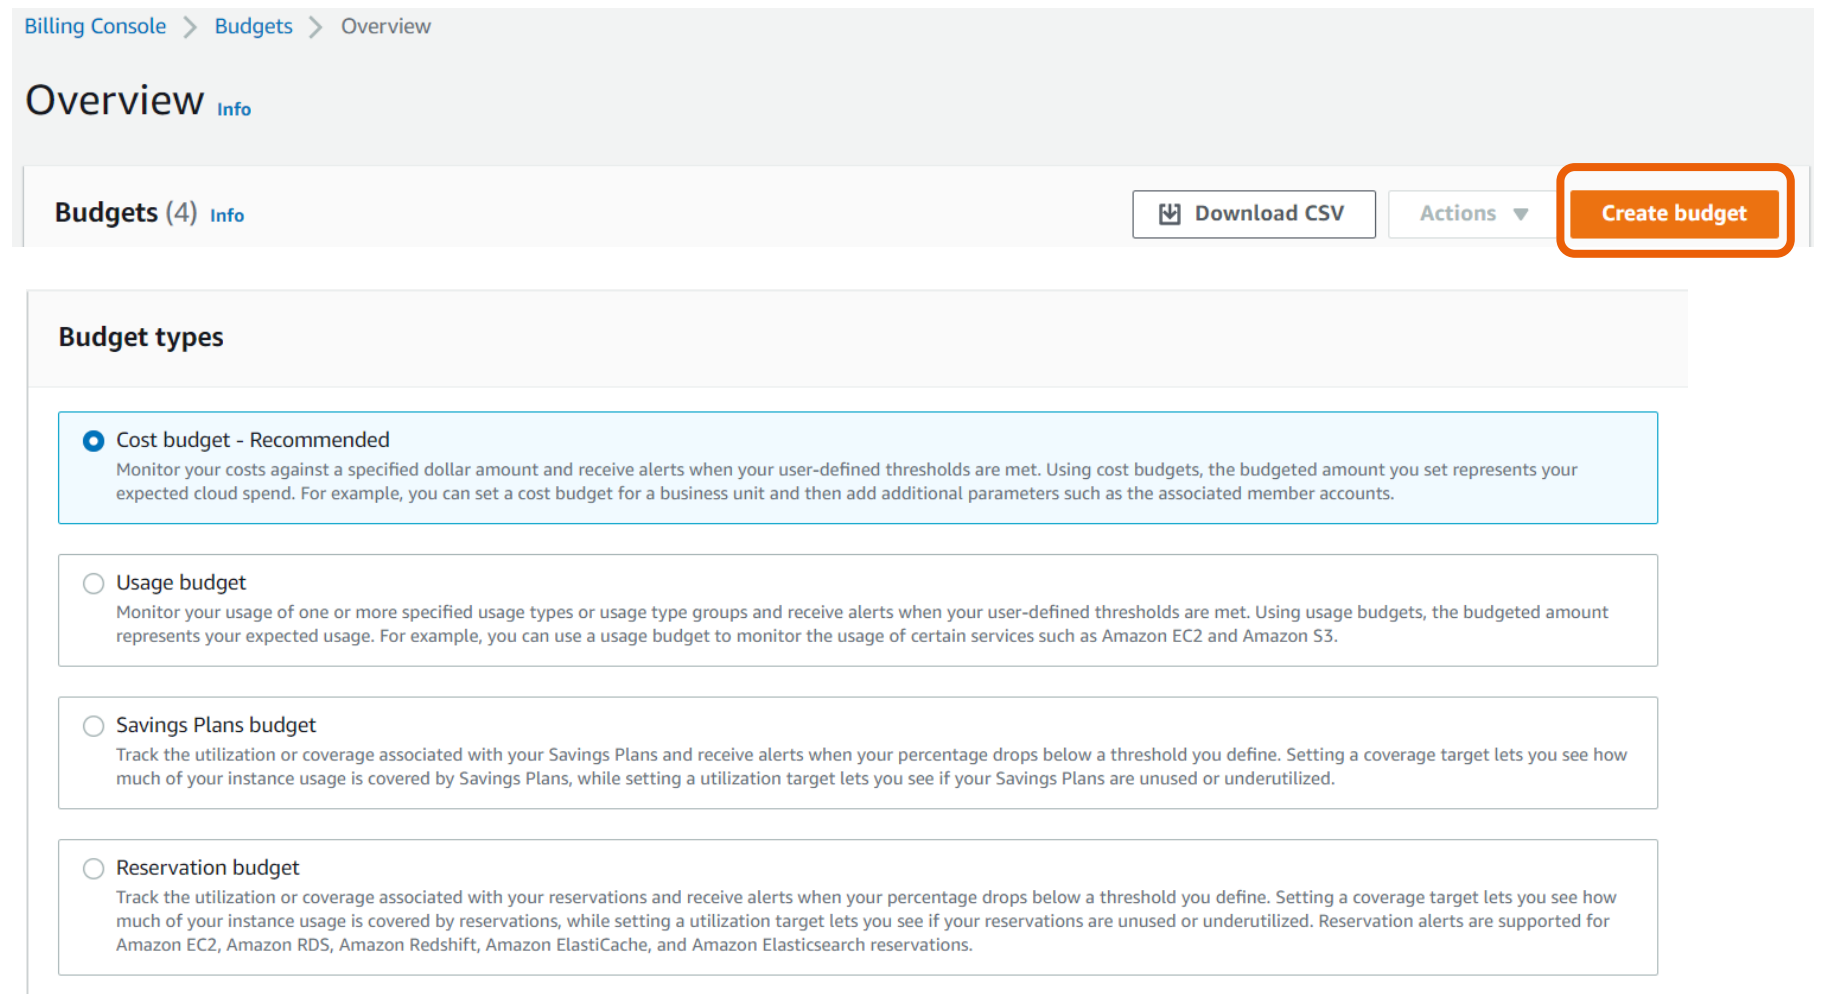 Billing Console > Budgets > Overview
Overview Info
Budgets (4) Info Download CSV Actions Create budget
Budget types
Cost budget - Recommended
Monitor your costs against a specified dollar amount and receive alerts when your user-defined thresholds are met. Using cost budgets, the budgeted amount you set represents your
expected cloud spend. For example, you can set a cost budget for a business unit and then add additional parameters such as the associated member accounts.
Usage budget
Monitor your usage of one or more specified usage types or usage type groups and receive alerts when your user-defined thresholds are met. Using usage budgets, the budgeted amount
represents your expected usage. For example, you can use a usage budget to monitor the usage of certain services such as Amazon EC2 and Amazon S3.
Savings Plans budget
Track the utilization or coverage associated with your Savings Plans and receive alerts when your percentage drops below a threshold you define. Setting a coverage target lets you see how
much of your instance usage is covered by Savings Plans, while setting a utilization target lets you see if your Savings Plans are unused or underutilized.
Reservation budget
Track the utilization or coverage associated with your reservations and receive alerts when your percentage drops below a threshold you define. Setting a coverage target lets you see how
much of your instance usage is covered by reservations, while setting a utilization target lets you see if your reservations are unused or underutilized. Reservation alerts are supported for
Amazon EC2, Amazon RDS, Amazon Redshift, Amazon ElastiCache, and Amazon Elasticsearch reservations.